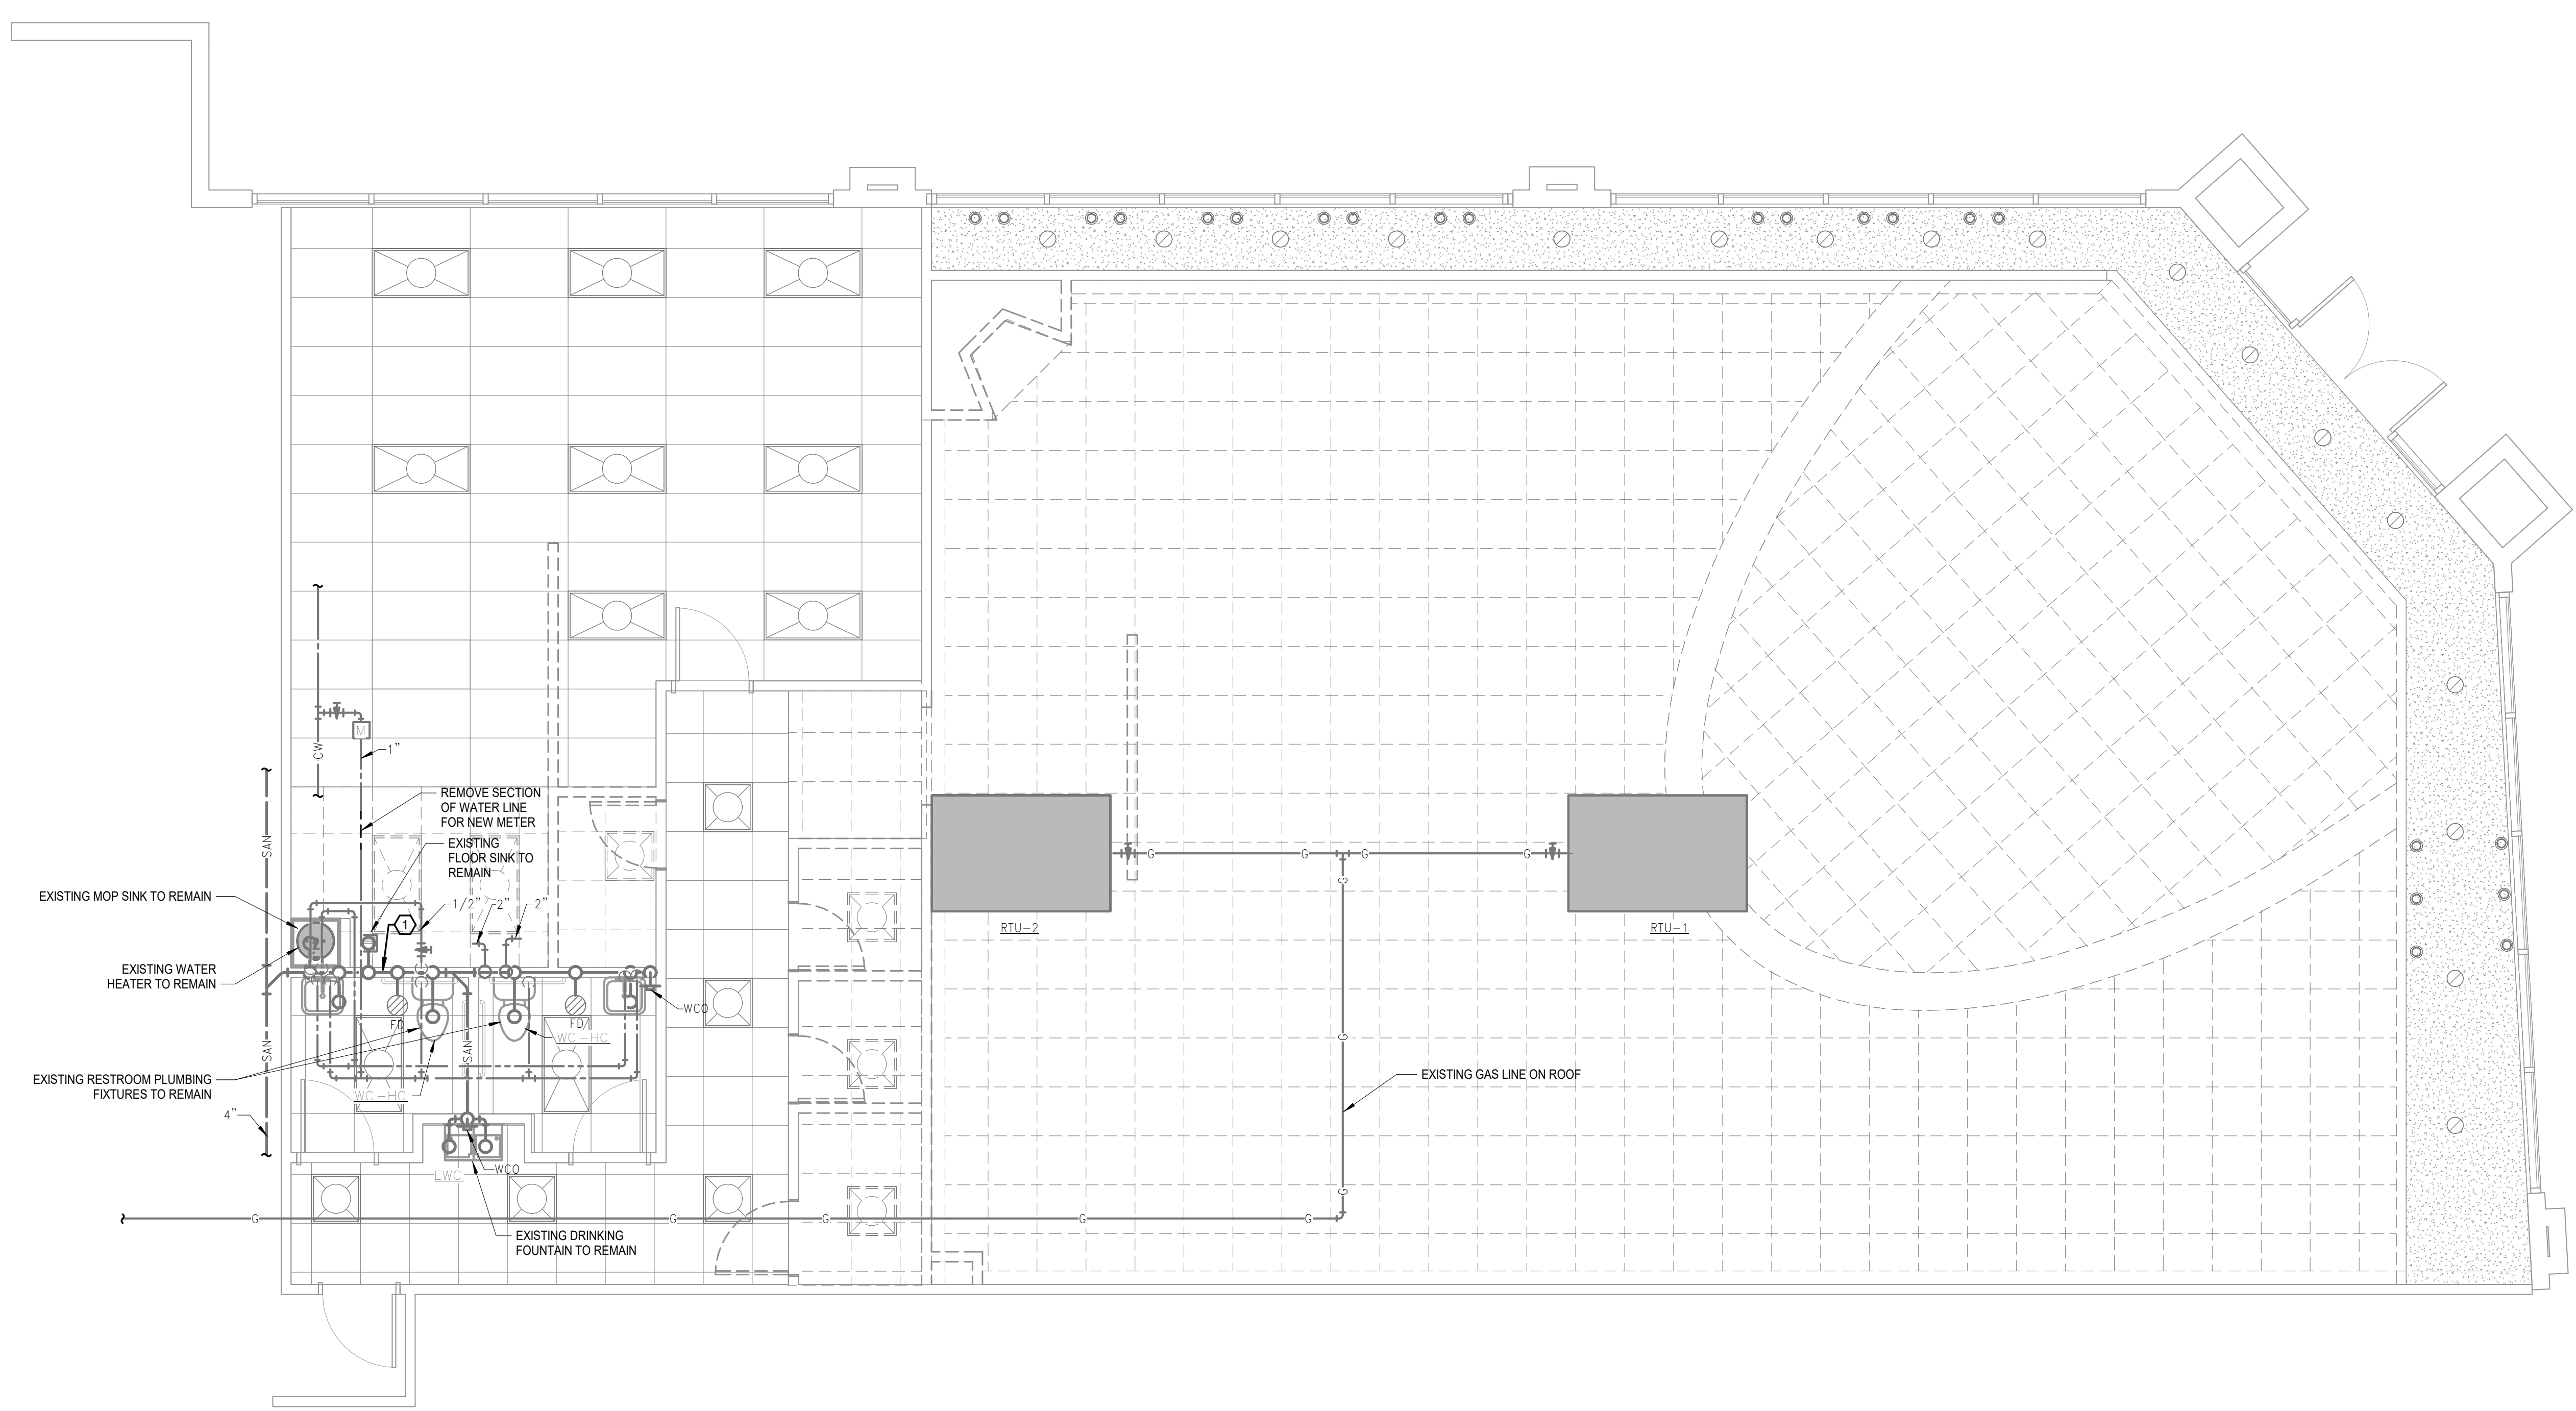 M
1"
CW
REMOVE SECTION
OF WATER LINE
FOR NEW METER
SAN
EXISTING
FLOOR SINK TO
REMAIN
G
G
G
G
G
EXISTING MOP SINK TO REMAIN
1/2"
2"
2"
1
RTU-2
RTU-1
EXISTING WATER
HEATER TO REMAIN
WCO
FD
FD
WC-HC
SAN
SAN
G
EXISTING GAS LINE ON ROOF
EXISTING RESTROOM PLUMBING
FIXTURES TO REMAIN
WC-HC
4"
WCO
EWC
G
G
G
G
G
G
EXISTING DRINKING
FOUNTAIN TO REMAIN